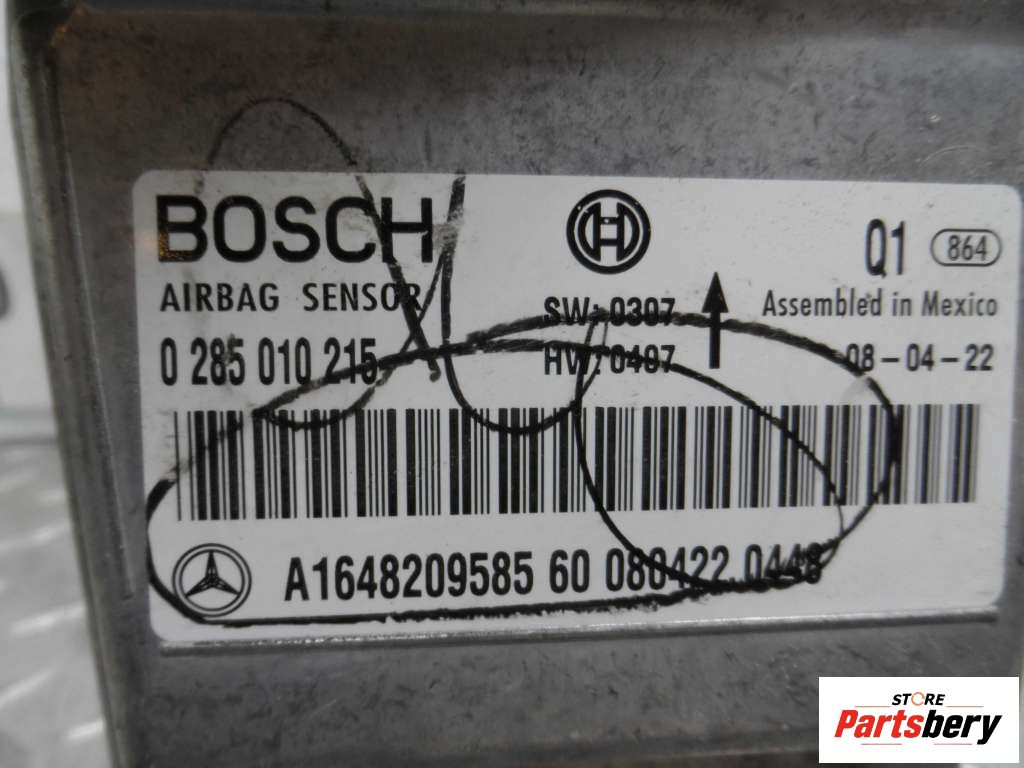 BOSCH
Q1 864
AIRBAG SENSOR
SW: 0307
Assembled in Mexico
0 285 010 215
HW: 0407
08-04-22
A1648209585 60 080422 0448
STORE
Partsbery